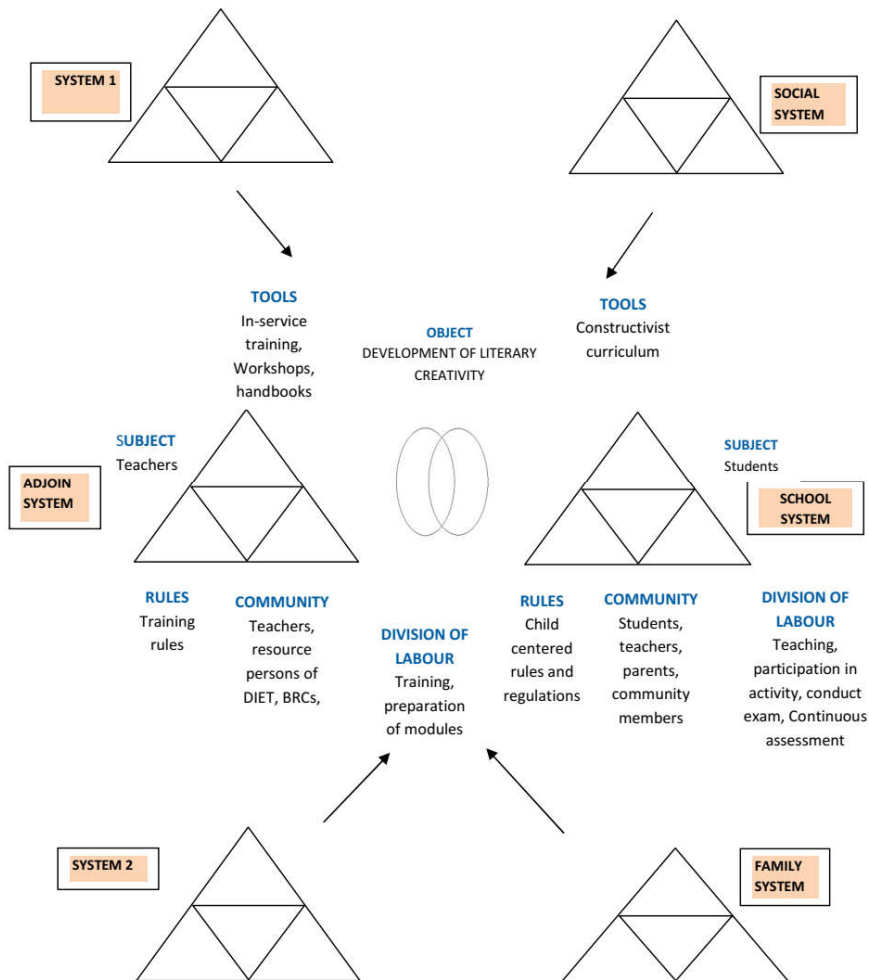 SYSTEM 1
SOCIAL
SYSTEM
TOOLS
In-service
training,
Workshops,
handbooks
OBJECT
DEVELOPMENT OF LITERARY
CREATIVITY
TOOLS
Constructivist
curriculum
SUBJECT
Teachers
SUBJECT
Students
ADJOIN
SYSTEM
SCHOOL
SYSTEM
RULES
Training
rules
COMMUNITY
Teachers,
resource
persons of
DIET, BRCs,
DIVISION OF
LABOUR
Training,
preparation
of modules
RULES
Child
centered
rules and
regulations
COMMUNITY
Students,
teachers,
parents,
community
members
DIVISION OF
LABOUR
Teaching,
participation in
activity, conduct
exam, Continuous
assessment
SYSTEM 2
FAMILY
SYSTEM